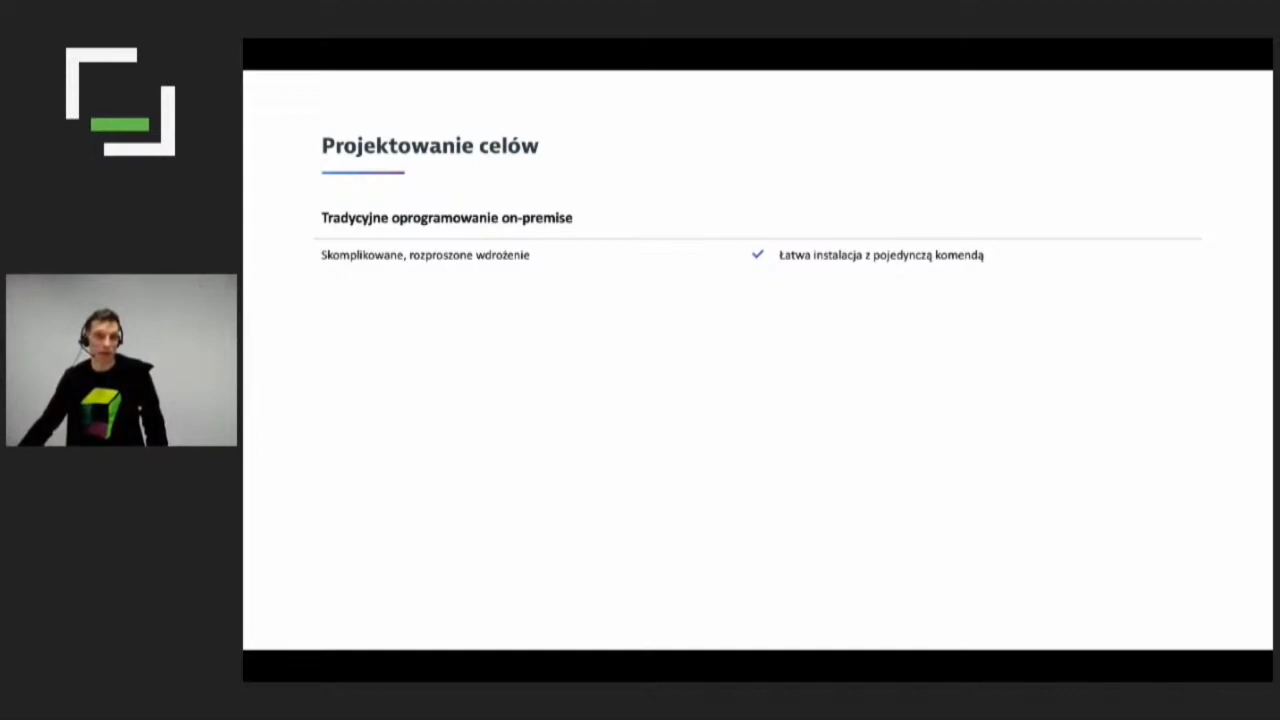 Projektowanie celów
Tradycyjne oprogramowanie on-premise
Skomplikowane, rozproszone wdrożenie
Łatwa instalacja z pojedynczą komendą